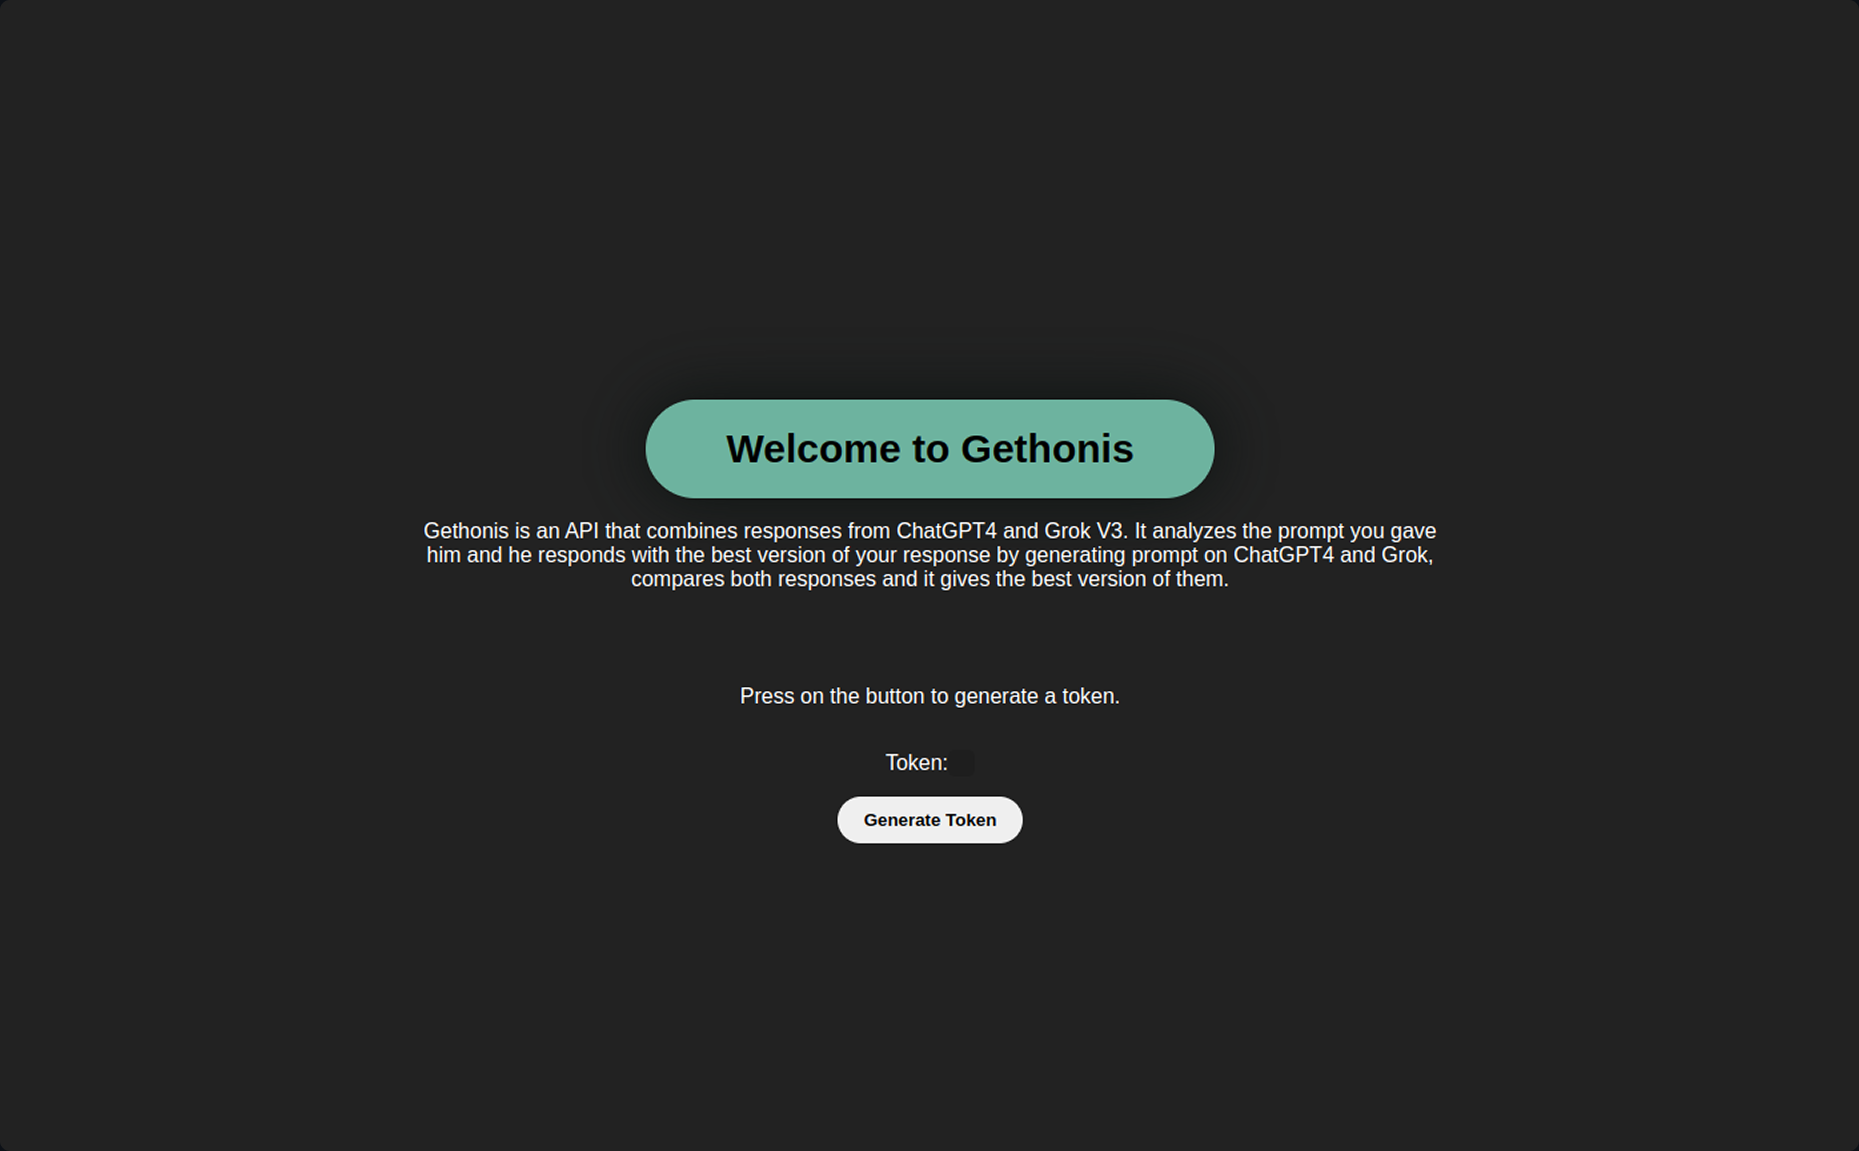 Welcome to Gethonis
Gethonis is an API that combines responses from ChatGPT4 and Grok V3. It analyzes the prompt you gave
him and he responds with the best version of your response by generating prompt on ChatGPT4 and Grok,
compares both responses and it gives the best version of them.
Press on the button to generate a token.
Token:
Generate Token